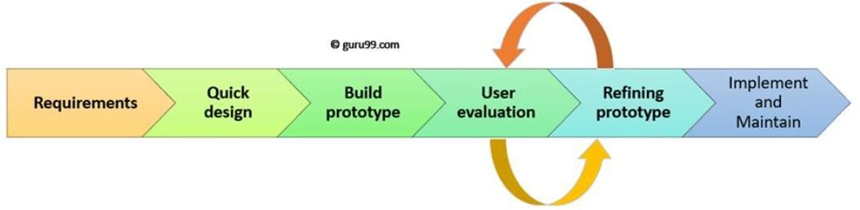 © guru99.com
Requirements
Quick
design
Build
prototype
User
evaluation
Refining
prototype
Implement
and
Maintain